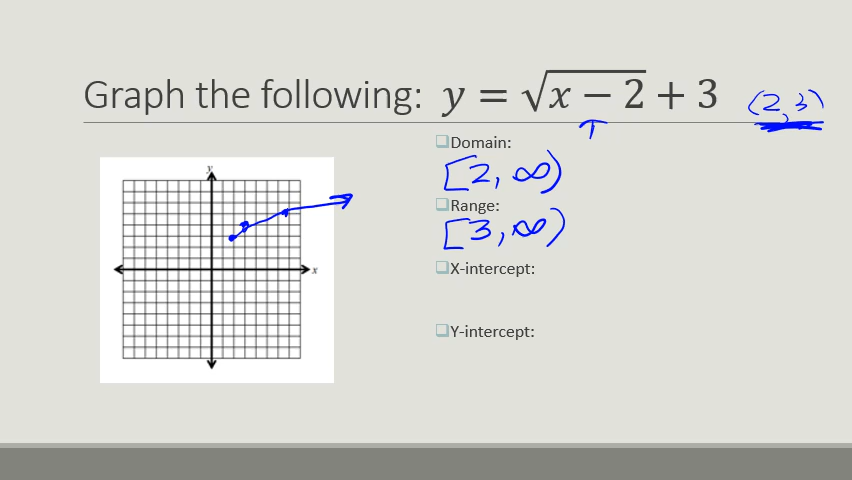 Graph the following: y = √x − 2 + 3
(2, 3)
Domain:
[2, ∞)
Range:
[3, ∞)
X-intercept:
Y-intercept:
y
x